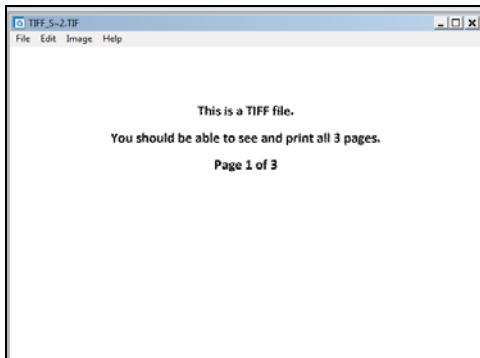 TIFF_S~2.TIF
File Edit Image Help
This is a TIFF file.
You should be able to see and print all 3 pages.
Page 1 of 3